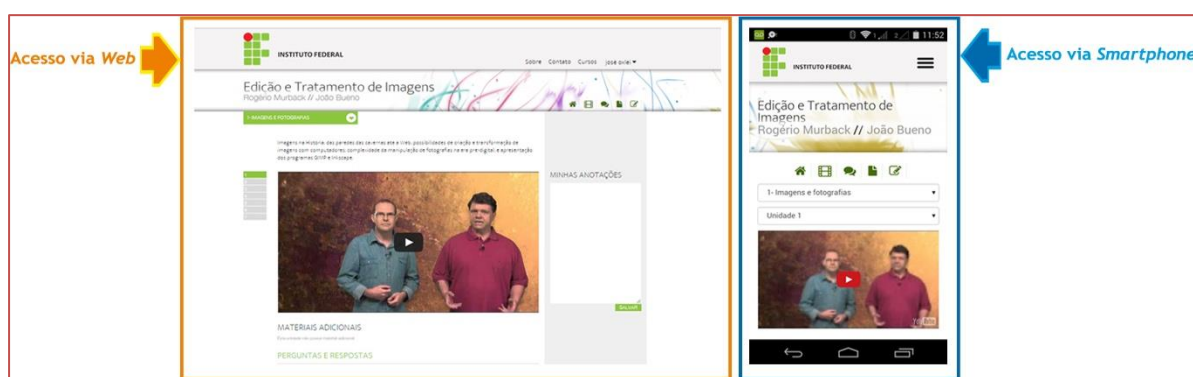 Acesso via Web
INSTITUTO FEDERAL
Sobre Contato Cursos
Edição e Tratamento de Imagens
Rogério Murback // João Bueno
1- IMAGENS E FOTOGRAFIAS
MINHAS ANOTAÇÕES
SALVAR
MATERIAIS ADICIONAIS
PERGUNTAS E RESPOSTAS
11:52
INSTITUTO FEDERAL
Edição e Tratamento de
Imagens
Rogério Murback // João Bueno
1- Imagens e fotografias
Unidade 1
Acesso via Smartphone